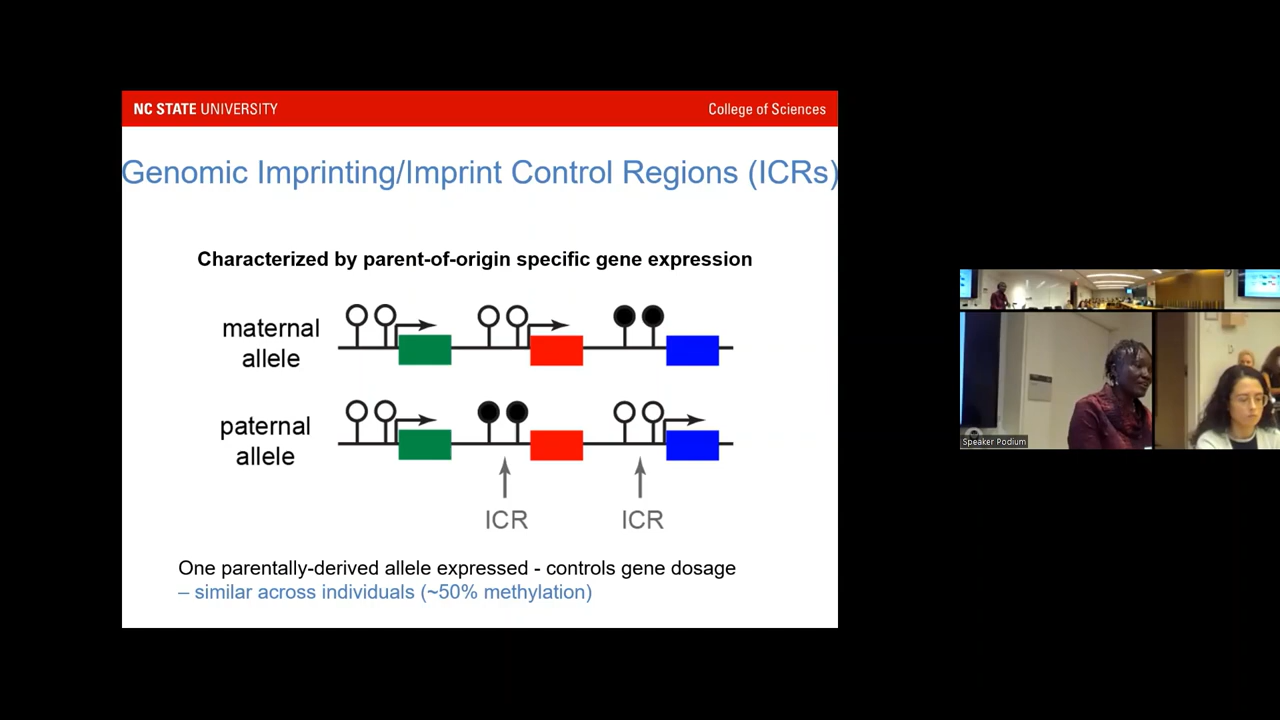 NC STATE UNIVERSITY
College of Sciences
Genomic Imprinting/Imprint Control Regions (ICRs)
Characterized by parent-of-origin specific gene expression
maternal
allele
paternal
allele
ICR
ICR
One parentally-derived allele expressed - controls gene dosage
– similar across individuals (~50% methylation)
Speaker Podium